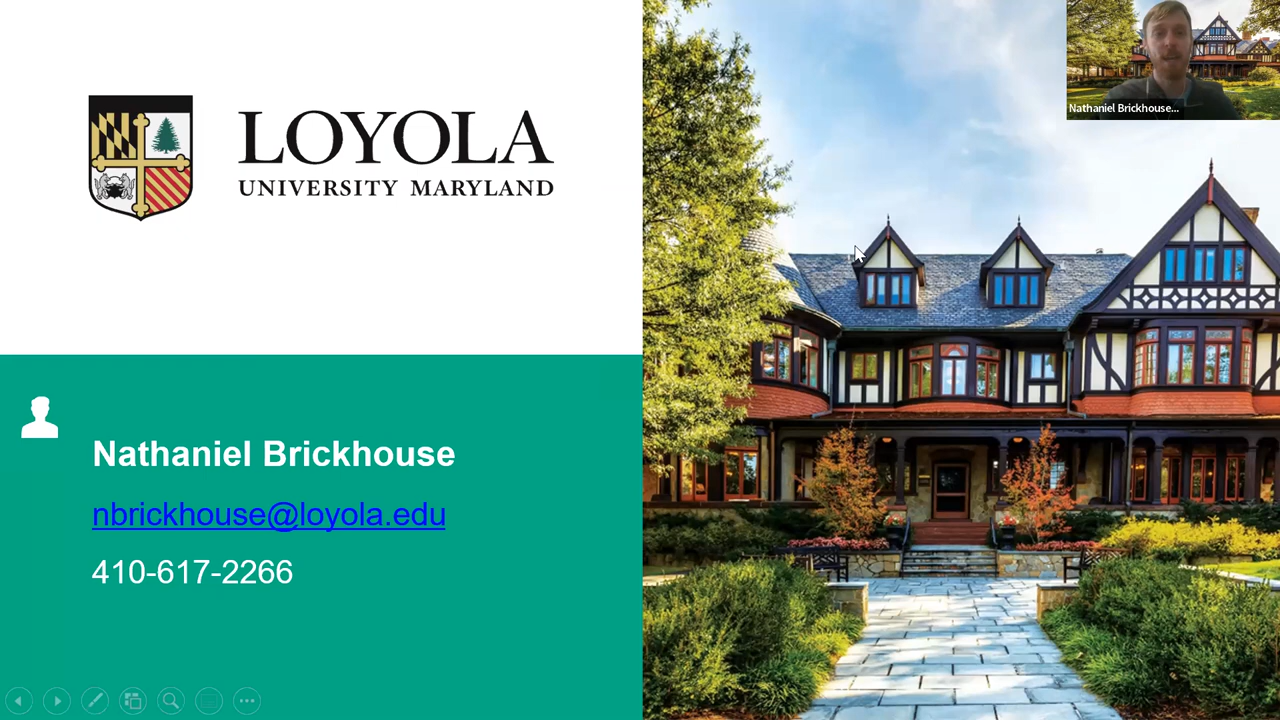 LOYOLA
UNIVERSITY MARYLAND
Nathaniel Brickhouse...
Nathaniel Brickhouse
nbrickhouse@loyola.edu
410-617-2266